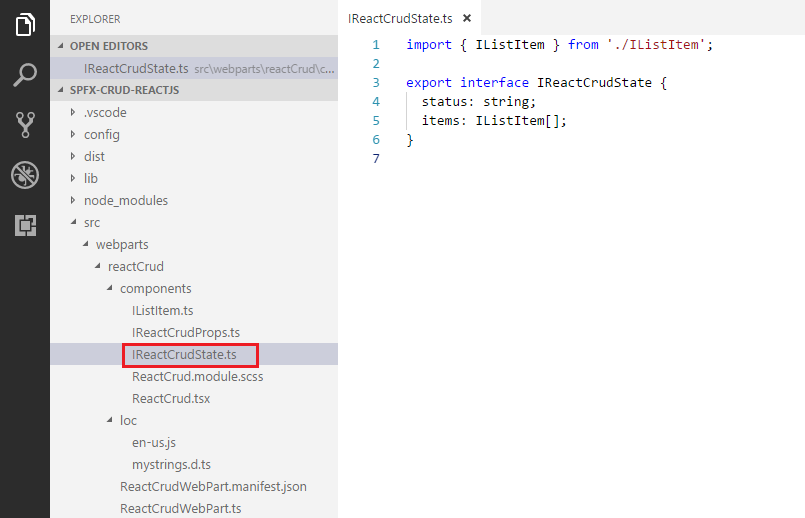 EXPLORER
OPEN EDITORS
IReactCrudState.ts src\webparts\reactCrud\c...
SPFX-CRUD-REACTJS
.vscode
config
dist
lib
node_modules
src
webparts
reactCrud
components
IListItem.ts
IReactCrudProps.ts
IReactCrudState.ts
ReactCrud.module.scss
ReactCrud.tsx
loc
en-us.js
mystrings.d.ts
ReactCrudWebPart.manifest.json
ReactCrudWebPart.ts
IReactCrudState.ts ×
1 import { IListItem } from './IListItem';
2
3 export interface IReactCrudState {
4   status: string;
5   items: IListItem[];
6 }
7